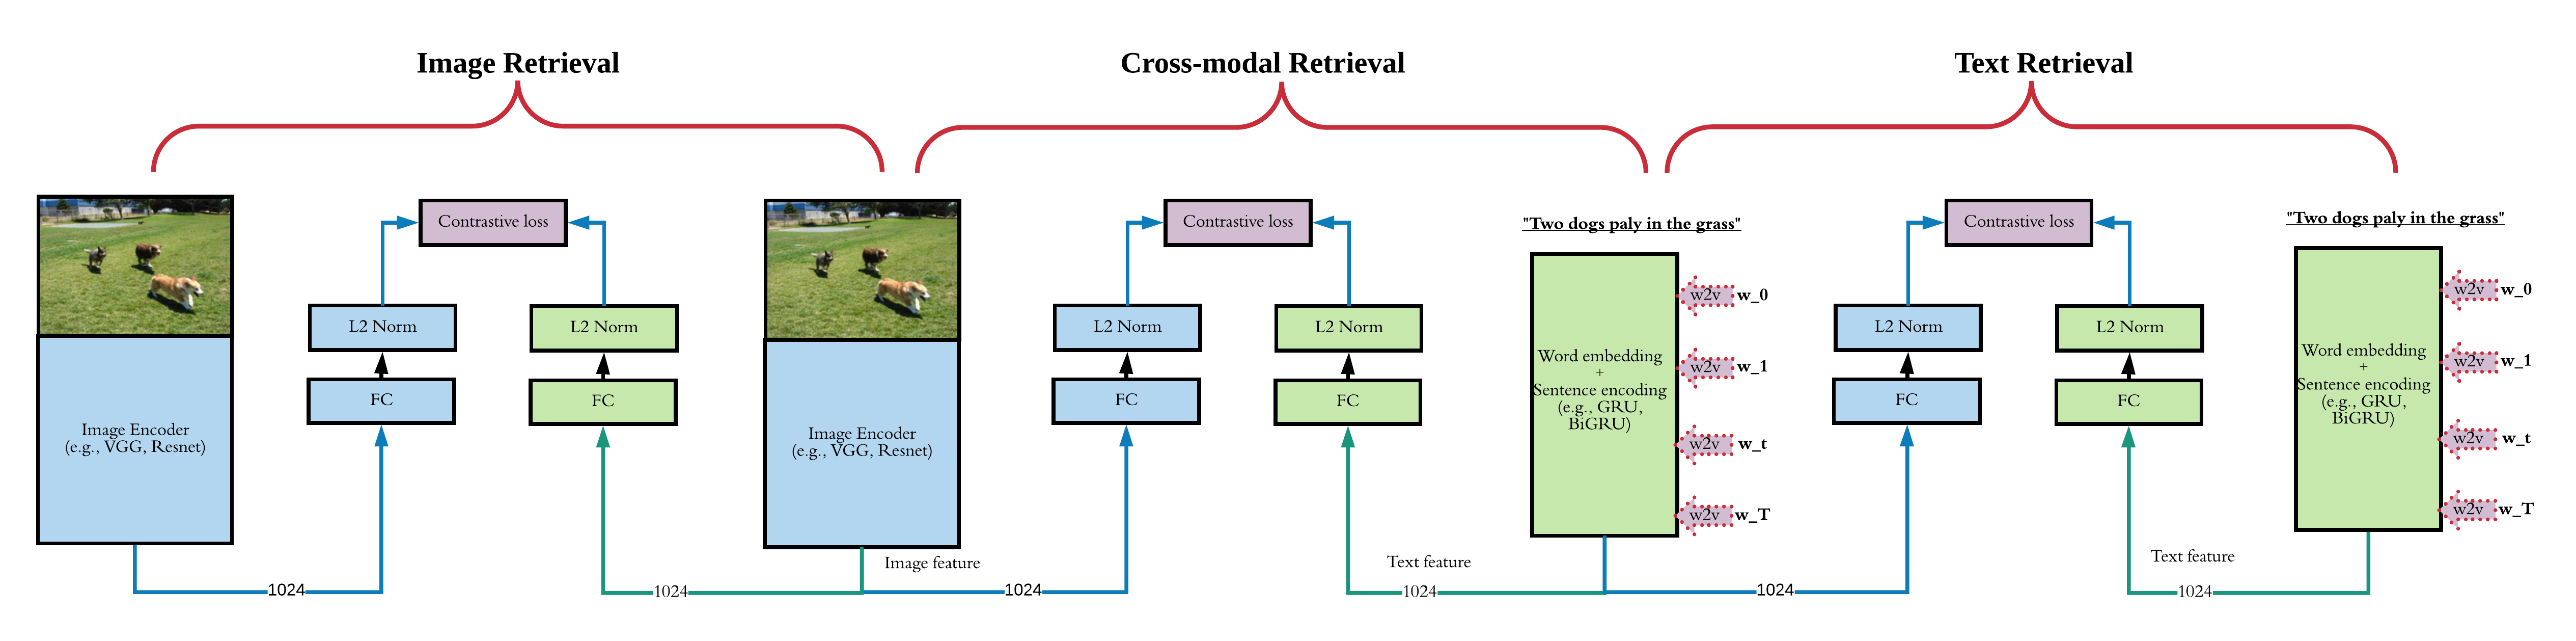 Image Retrieval
Cross-modal Retrieval
Text Retrieval
Contrastive loss
L2 Norm
L2 Norm
FC
FC
Image Encoder
(e.g., VGG, Resnet)
1024
1024
Image Encoder
(e.g., VGG, Resnet)
Image feature
1024
Contrastive loss
L2 Norm
L2 Norm
FC
FC
Text feature
1024
"Two dogs paly in the grass"
Word embedding
+
Sentence encoding
(e.g., GRU,
BiGRU)
w2v w_0
w2v w_1
w2v w_t
w2v w_T
1024
Contrastive loss
L2 Norm
L2 Norm
FC
FC
Text feature
1024
"Two dogs paly in the grass"
Word embedding
+
Sentence encoding
(e.g., GRU,
BiGRU)
w2v w_0
w2v w_1
w2v w_t
w2v w_T